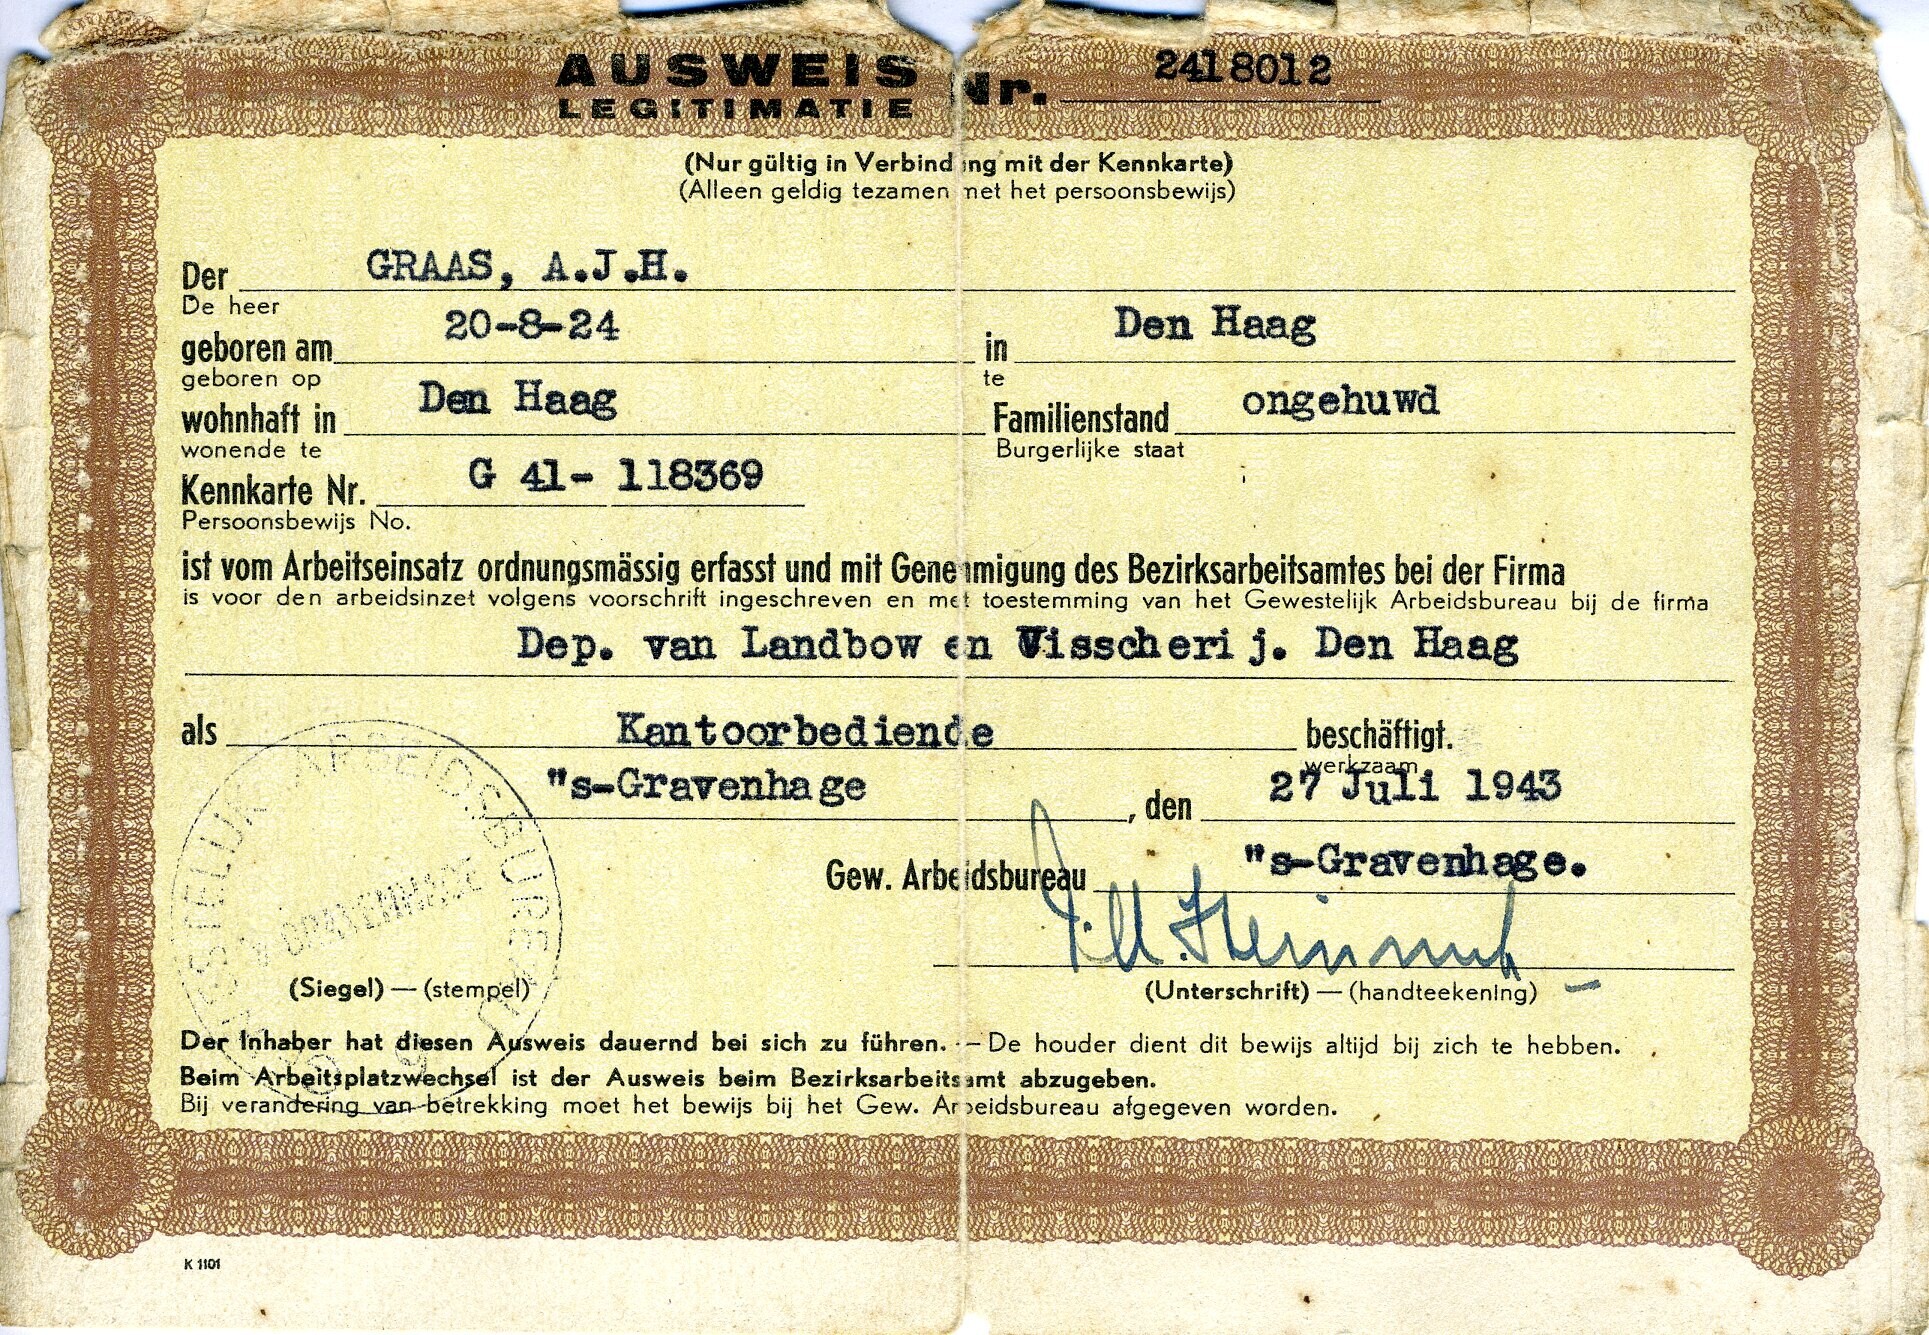 AUSWEIS Nr. 2418012
LEGITIMATIE
(Nur gültig in Verbindung mit der Kennkarte)
(Alleen geldig tezamen met het persoonsbewijs)
Der GRAAS, A.J.H.
De heer
geboren am 20-8-24 in Den Haag
geboren op te
wohnhaft in Den Haag Familienstand ongehuwd
wonende te Burgerlijke staat
Kennkarte Nr. G 41- 118369
Persoonsbewijs No.
ist vom Arbeitseinsatz ordnungsmässig erfasst und mit Genehmigung des Bezirksarbeitsamtes bei der Firma
is voor den arbeidsinzet volgens voorschrift ingeschreven en met toestemming van het Gewestelijk Arbeidsbureau bij de firma
Dep. van Landbow en Visscherij. Den Haag
als Kantoorbediende beschäftigt.
werkzaam
"s-Gravenhage, den 27 Juli 1943
Gew. Arbeidsbureau "s-Gravenhage.
GEWESTELIJK ARBEIDSBUREAU
'S-GRAVENHAGE
(Siegel) — (stempel) (Unterschrift) — (handteekening)
Der Inhaber hat diesen Ausweis dauernd bei sich zu führen. — De houder dient dit bewijs altijd bij zich te hebben.
Beim Arbeitsplatzwechsel ist der Ausweis beim Bezirksarbeitsamt abzugeben.
Bij verandering van betrekking moet het bewijs bij het Gew. Arbeidsbureau afgegeven worden.
K 1101